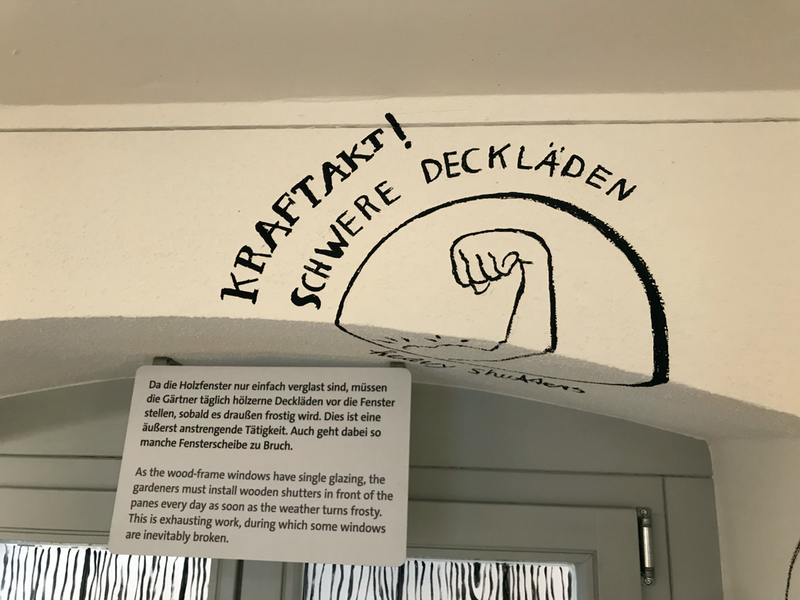 KRAFTAKT!
SCHWERE DECKLÄDEN
heavy shutters
Da die Holzfenster nur einfach verglast sind, müssen
die Gärtner täglich hölzerne Deckläden vor die Fenster
stellen, sobald es draußen frostig wird. Dies ist eine
äußerst anstrengende Tätigkeit. Auch geht dabei so
manche Fensterscheibe zu Bruch.
As the wood-frame windows have single glazing, the
gardeners must install wooden shutters in front of the
panes every day as soon as the weather turns frosty.
This is exhausting work, during which some windows
are inevitably broken.